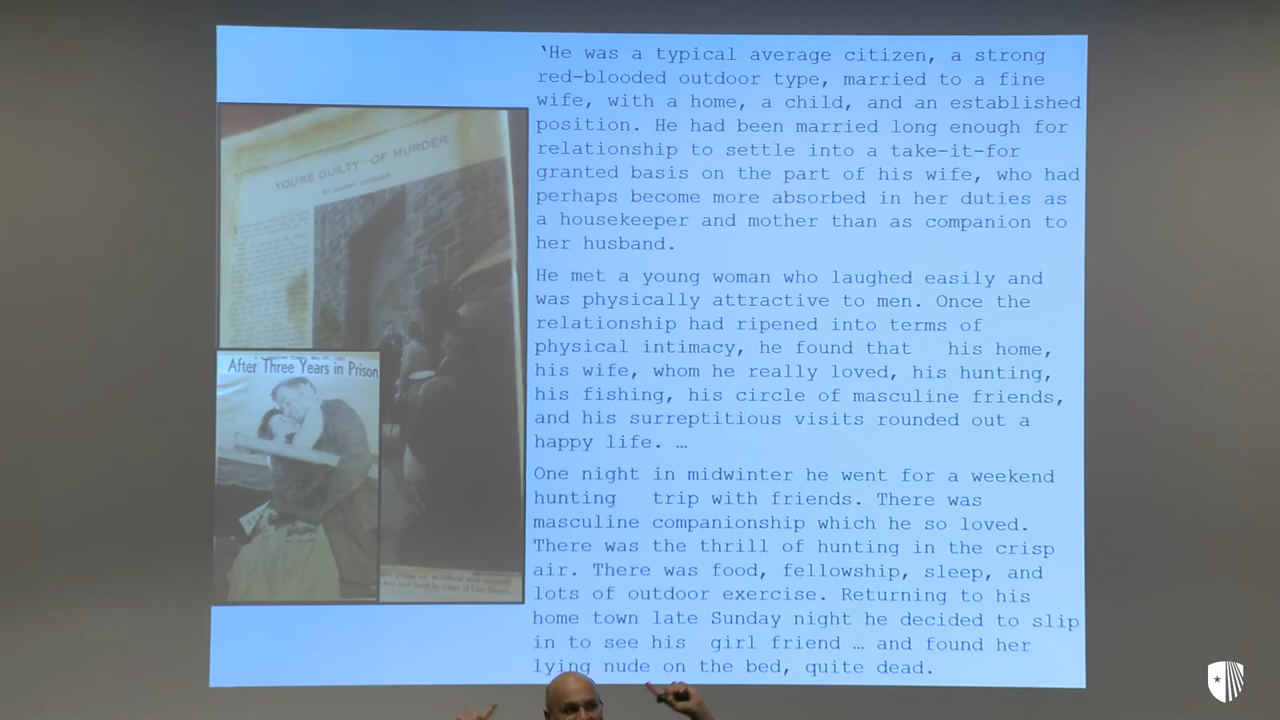 YOU'RE GUILTY—OF MURDER
BY HARRY STEEGER
After Three Years in Prison
‘He was a typical average citizen, a strong
red-blooded outdoor type, married to a fine
wife, with a home, a child, and an established
position. He had been married long enough for
relationship to settle into a take-it-for
granted basis on the part of his wife, who had
perhaps become more absorbed in her duties as
a housekeeper and mother than as companion to
her husband.
He met a young woman who laughed easily and
was physically attractive to men. Once the
relationship had ripened into terms of
physical intimacy, he found that his home,
his wife, whom he really loved, his hunting,
his fishing, his circle of masculine friends,
and his surreptitious visits rounded out a
happy life. …
One night in midwinter he went for a weekend
hunting trip with friends. There was
masculine companionship which he so loved.
There was the thrill of hunting in the crisp
air. There was food, fellowship, sleep, and
lots of outdoor exercise. Returning to his
home town late Sunday night he decided to slip
in to see his girl friend … and found her
lying nude on the bed, quite dead.